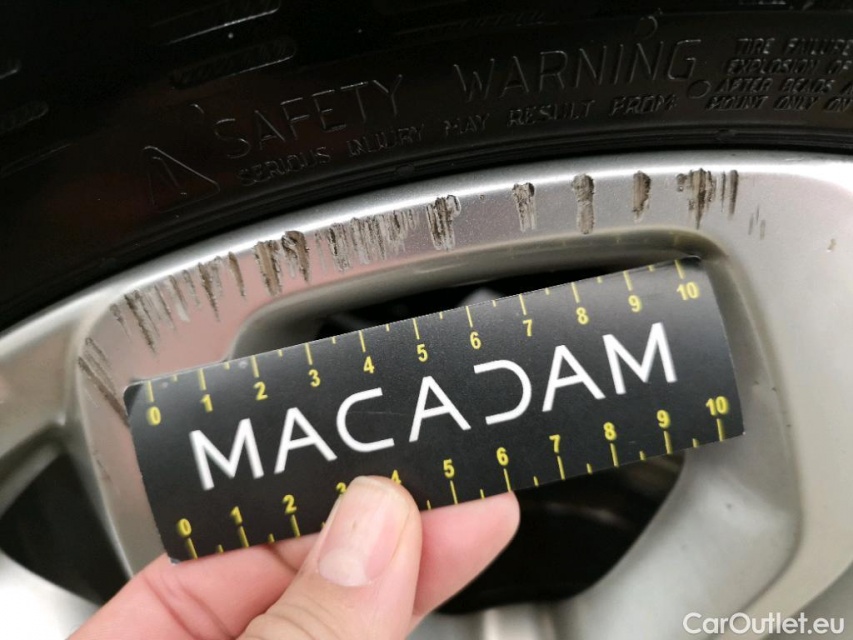 SAFETY WARNING
SERIOUS INJURY MAY RESULT FROM:
TIRE FAILURE
EXPLOSION OF
AFTER BEADS A
MOUNT ONLY ON
0 1 2 3 4 5 6 7 8 9 10
MACADAM
0 1 2 3 4 5 6 7 8 9 10
CarOutlet.eu